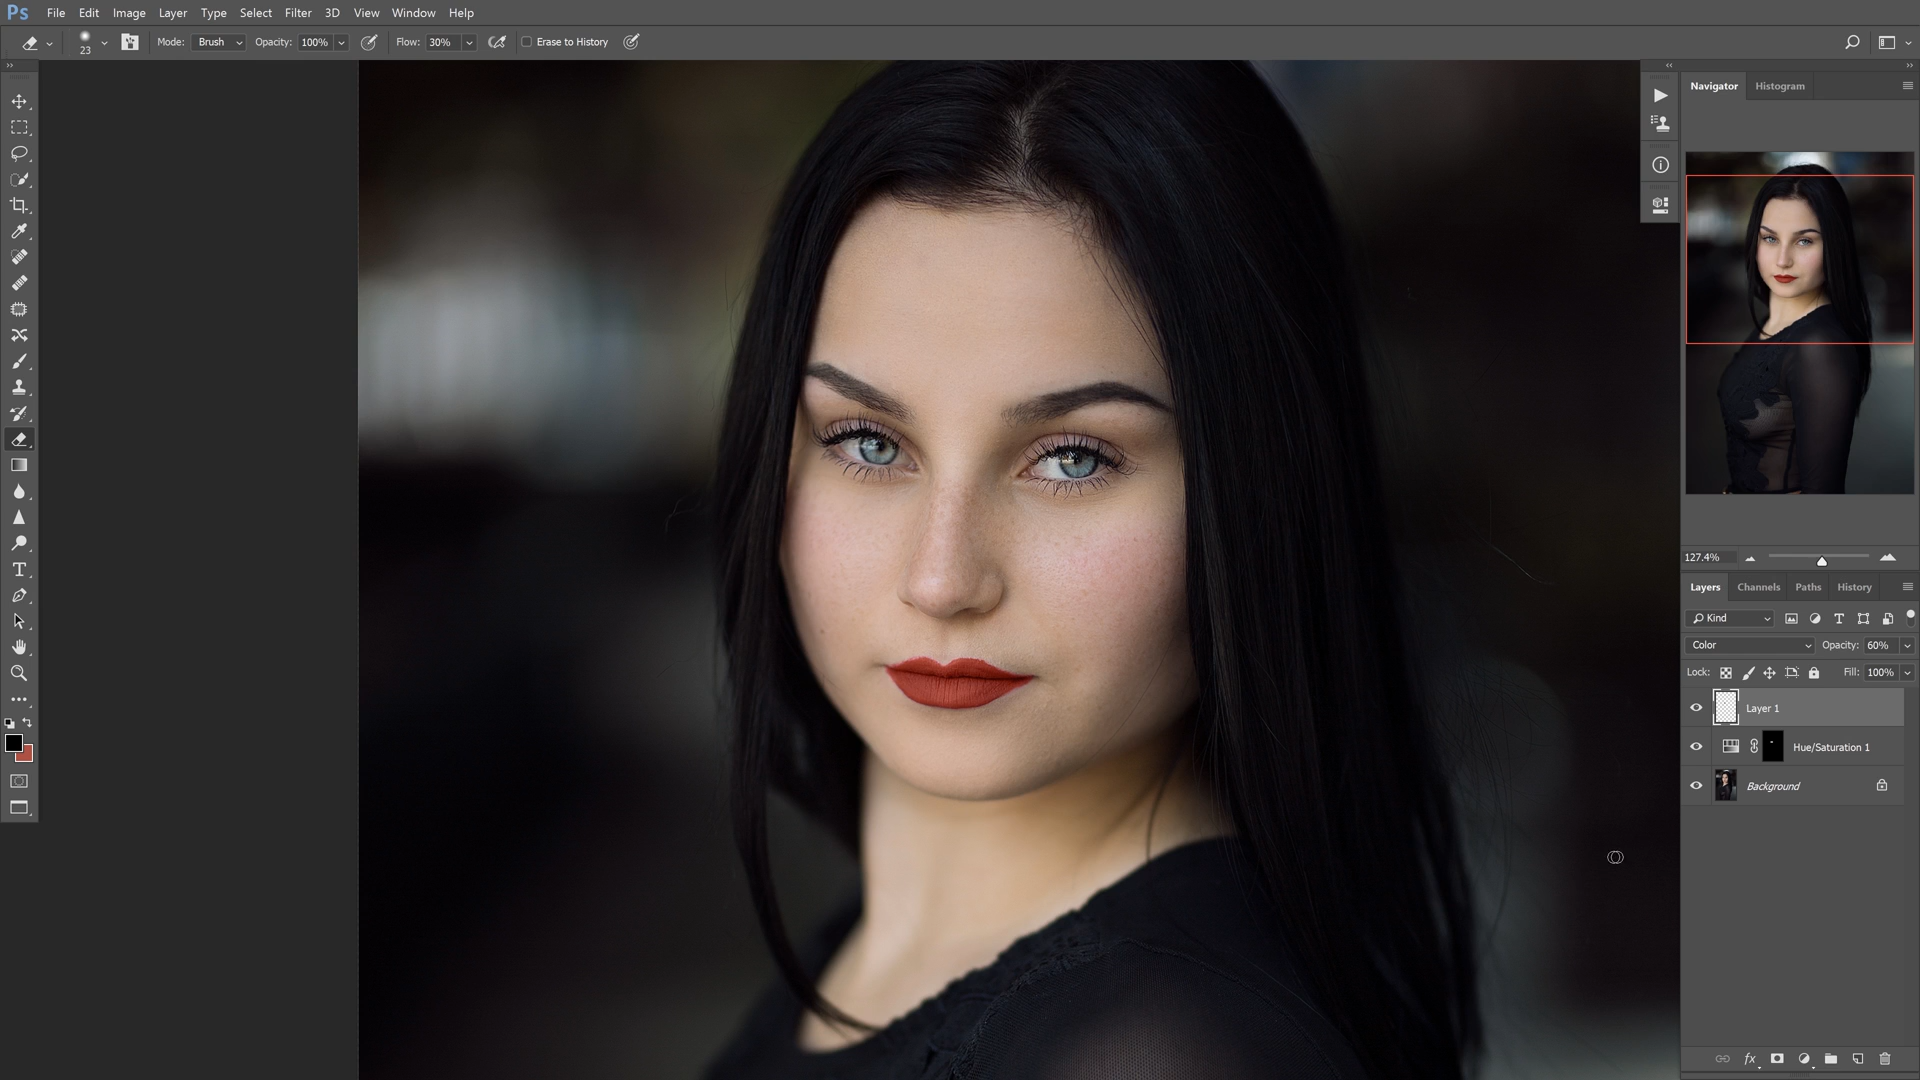 Ps File Edit Image Layer Type Select Filter 3D View Window Help
23 Mode: Brush Opacity: 100% Flow: 30% Erase to History
Navigator Histogram
127.4%
Layers Channels Paths History
Kind
Color Opacity: 60%
Lock: Fill: 100%
Layer 1
Hue/Saturation 1
Background
fx